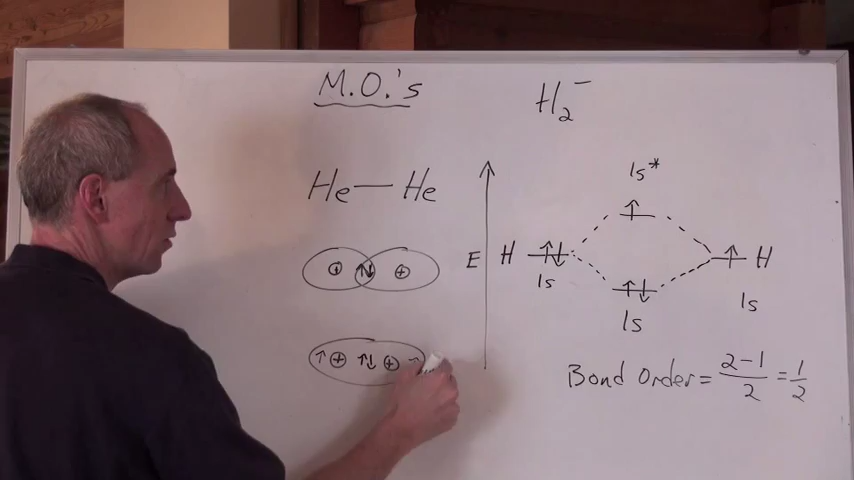 M.O.'s
H₂⁻
He — He
1s*
↑
E
H ↑↓ ↑ H
1s 1s
↑↓
1s
⊕ ↑↓ ⊕
↑ ⊕ ↑↓ ⊕
Bond Order = 2-1/2 = 1/2